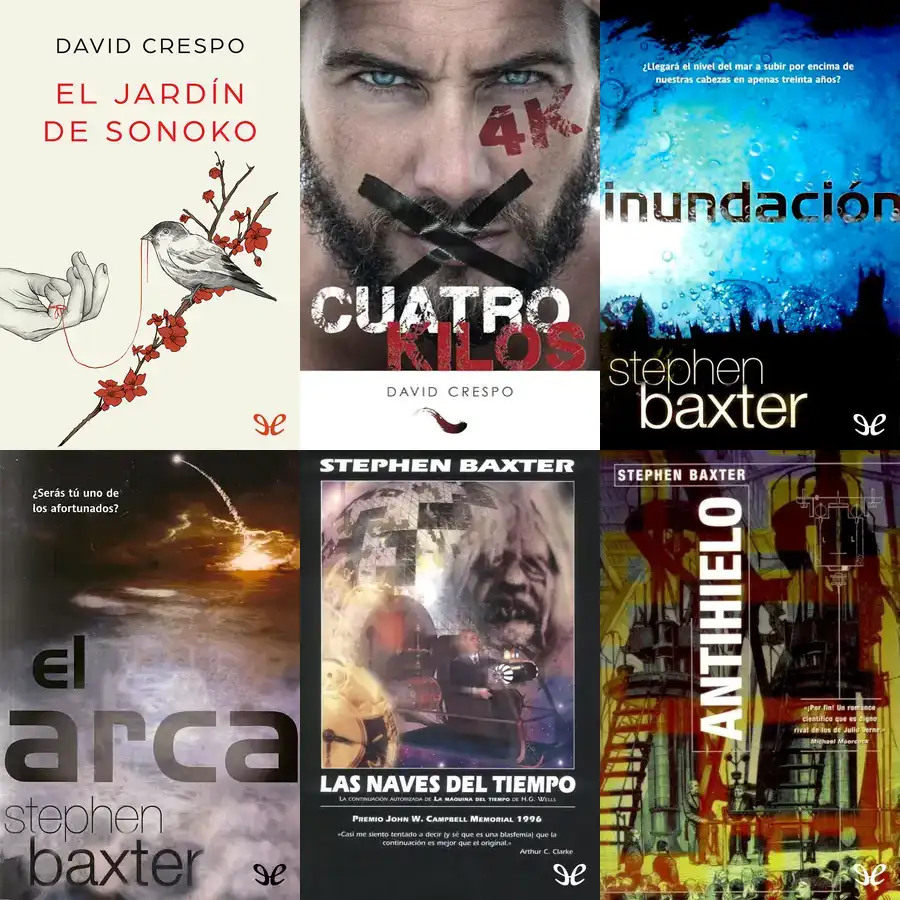 DAVID CRESPO
EL JARDÍN
DE SONOKO
4K
CUATRO
KILOS
DAVID CRESPO
¿Llegará el nivel del mar a subir por encima de
nuestras cabezas en apenas treinta años?
inundación
stephen
baxter
¿Serás tú uno de
los afortunados?
el
arca
stephen
baxter
STEPHEN BAXTER
LAS NAVES DEL TIEMPO
LA CONTINUACIÓN AUTORIZADA DE LA MÁQUINA DEL TIEMPO DE H.G. WELLS
PREMIO JOHN W. CAMPBELL MEMORIAL 1996
«Casi me siento tentado a decir (y sé que es una blasfemia) que la
continuación es mejor que el original.»
Arthur C. Clarke
STEPHEN BAXTER
ANTIHIELO
«¡Por fin! Un romance
científico que es digno
rival de los de Julio Verne.»
Michael Moorcock